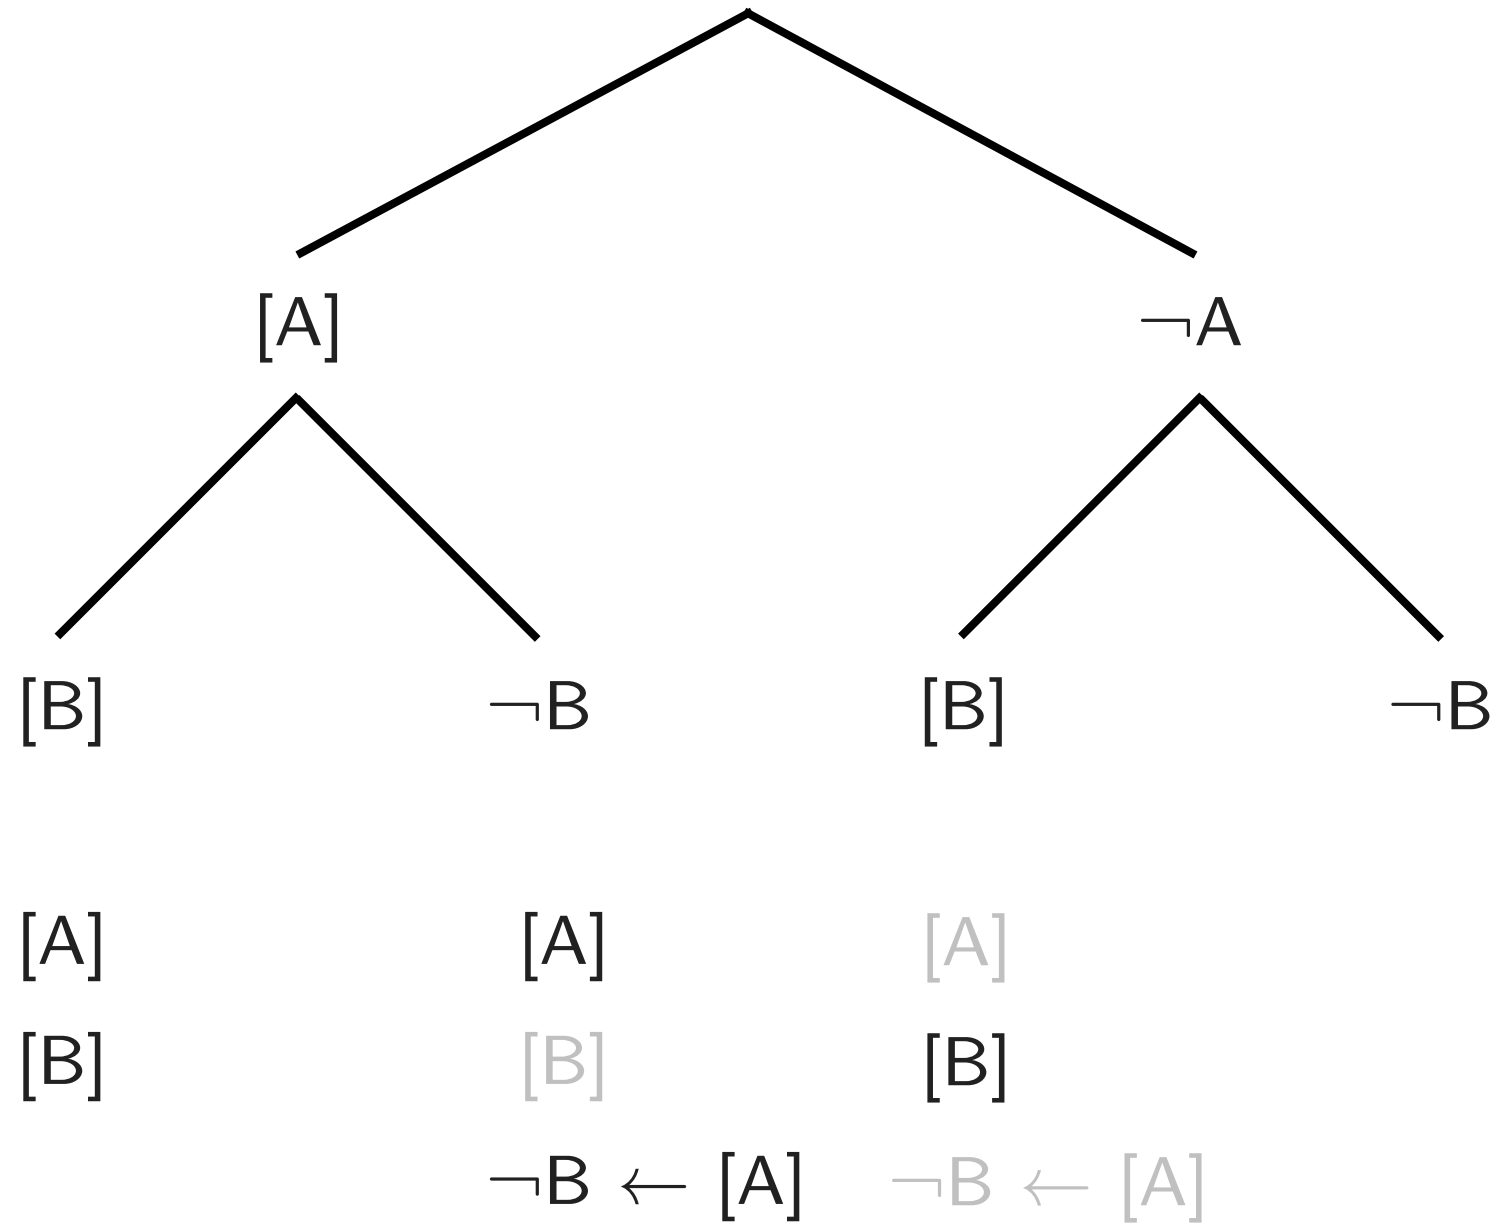 [A] ¬A
[B] ¬B [B] ¬B
[A] [A] [A]
[B] [B] [B]
¬B ← [A] ¬B ← [A]